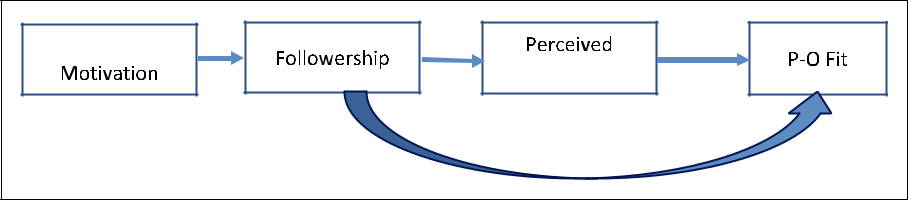 Motivation
Followership
Perceived
P-O Fit